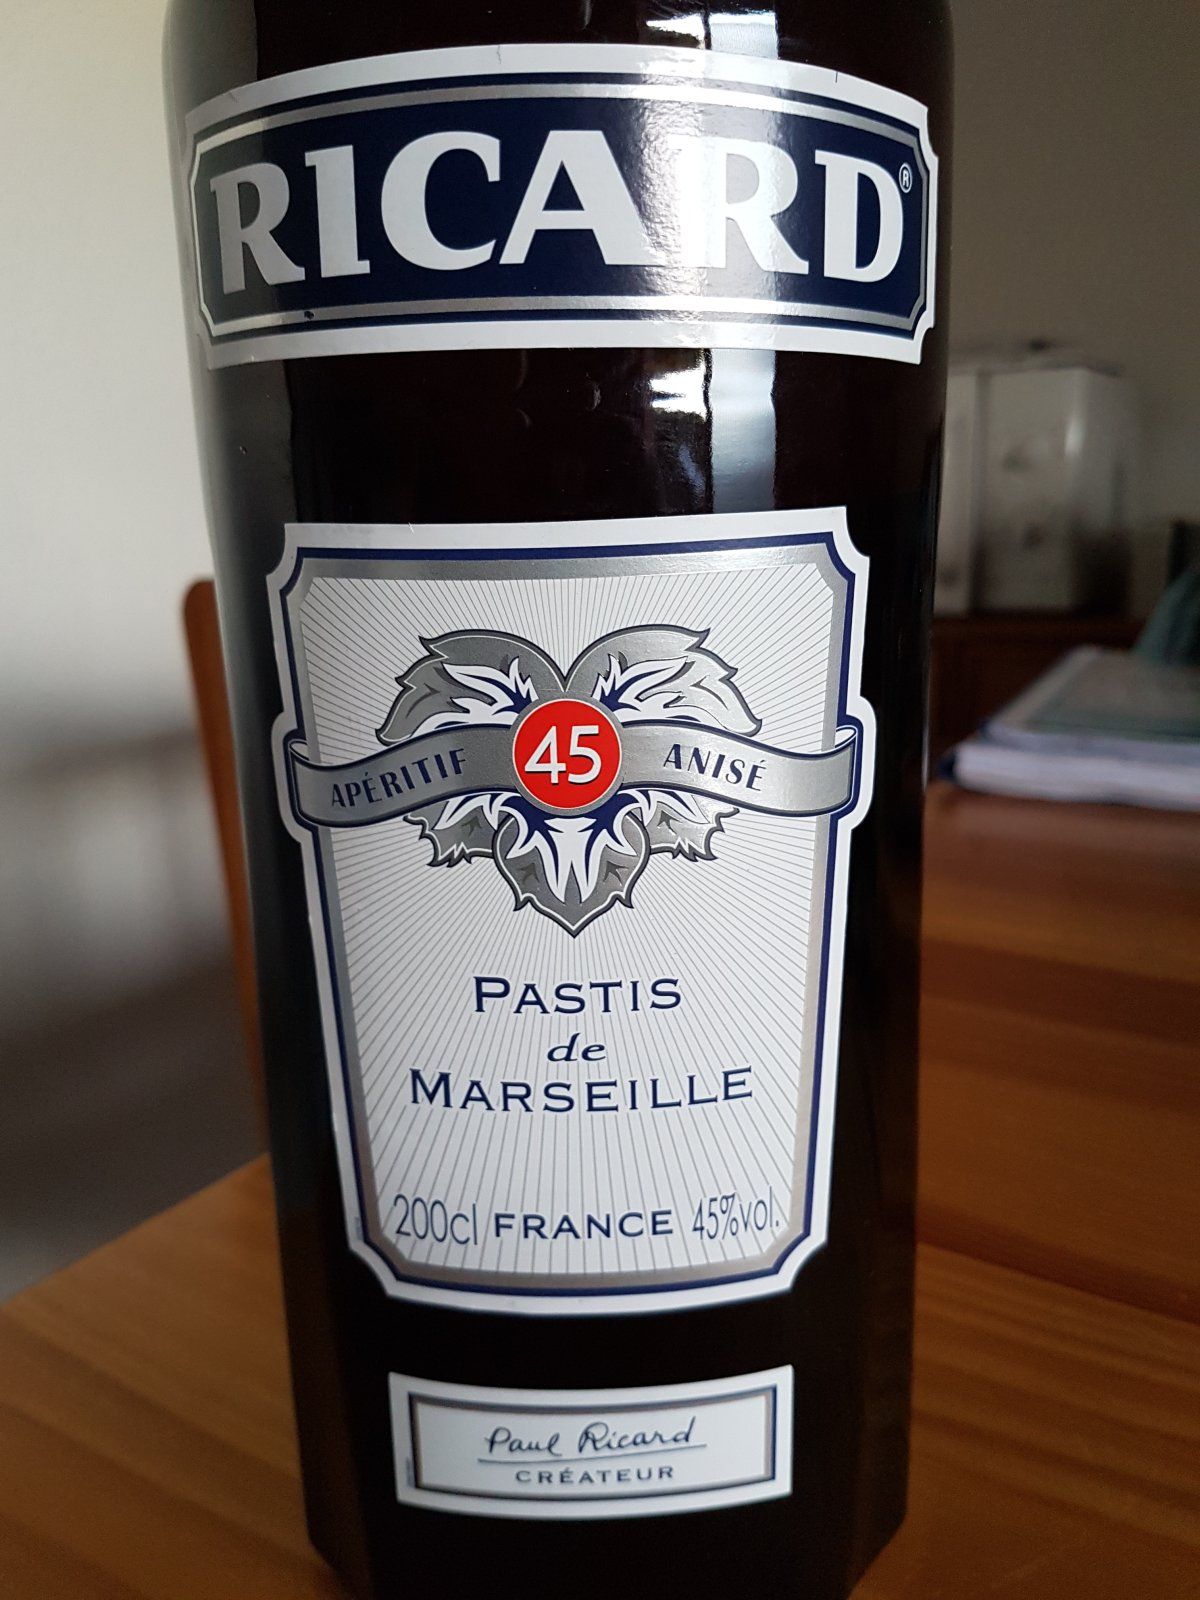 RICARD®
APÉRITIF 45 ANISÉ
PASTIS
de
MARSEILLE
200cl FRANCE 45%vol.
Paul Ricard
CRÉATEUR